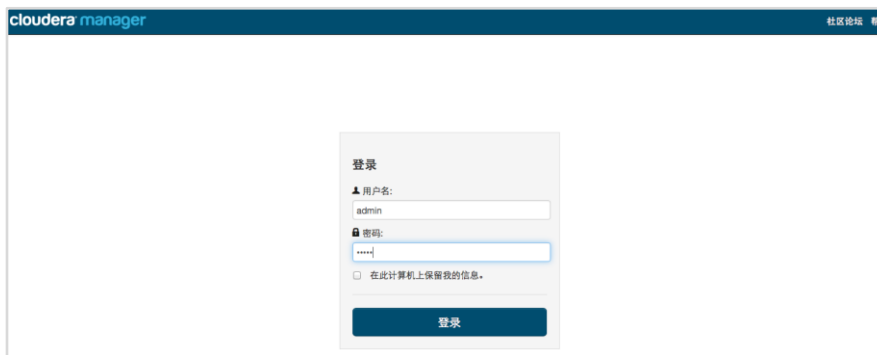 cloudera manager
社区论坛
登录
用户名:
admin
密码:
•••••
在此计算机上保留我的信息。
登录